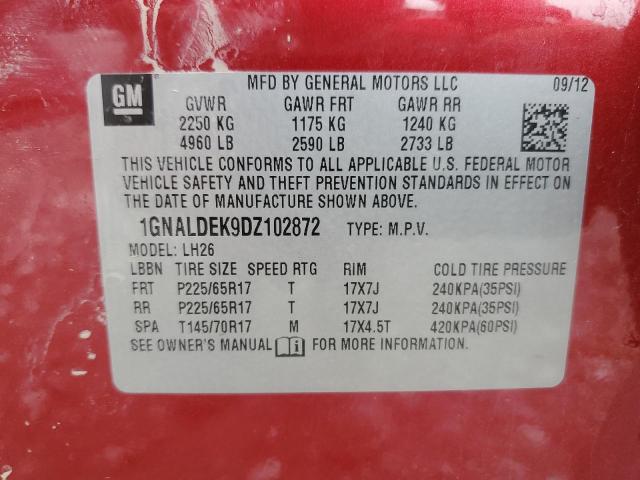 GM
MFD BY GENERAL MOTORS LLC 09/12
GVWR GAWR FRT GAWR RR
2250 KG 1175 KG 1240 KG
4960 LB 2590 LB 2733 LB
THIS VEHICLE CONFORMS TO ALL APPLICABLE U.S. FEDERAL MOTOR
VEHICLE SAFETY AND THEFT PREVENTION STANDARDS IN EFFECT ON
THE DATE OF MANUFACTURE SHOWN ABOVE.
1GNALDEK9DZ102872 TYPE: M.P.V.
MODEL: LH26
LBBN TIRE SIZE SPEED RTG RIM COLD TIRE PRESSURE
FRT P225/65R17 T 17X7J 240KPA(35PSI)
RR P225/65R17 T 17X7J 240KPA(35PSI)
SPA T145/70R17 M 17X4.5T 420KPA(60PSI)
SEE OWNER'S MANUAL i FOR MORE INFORMATION.